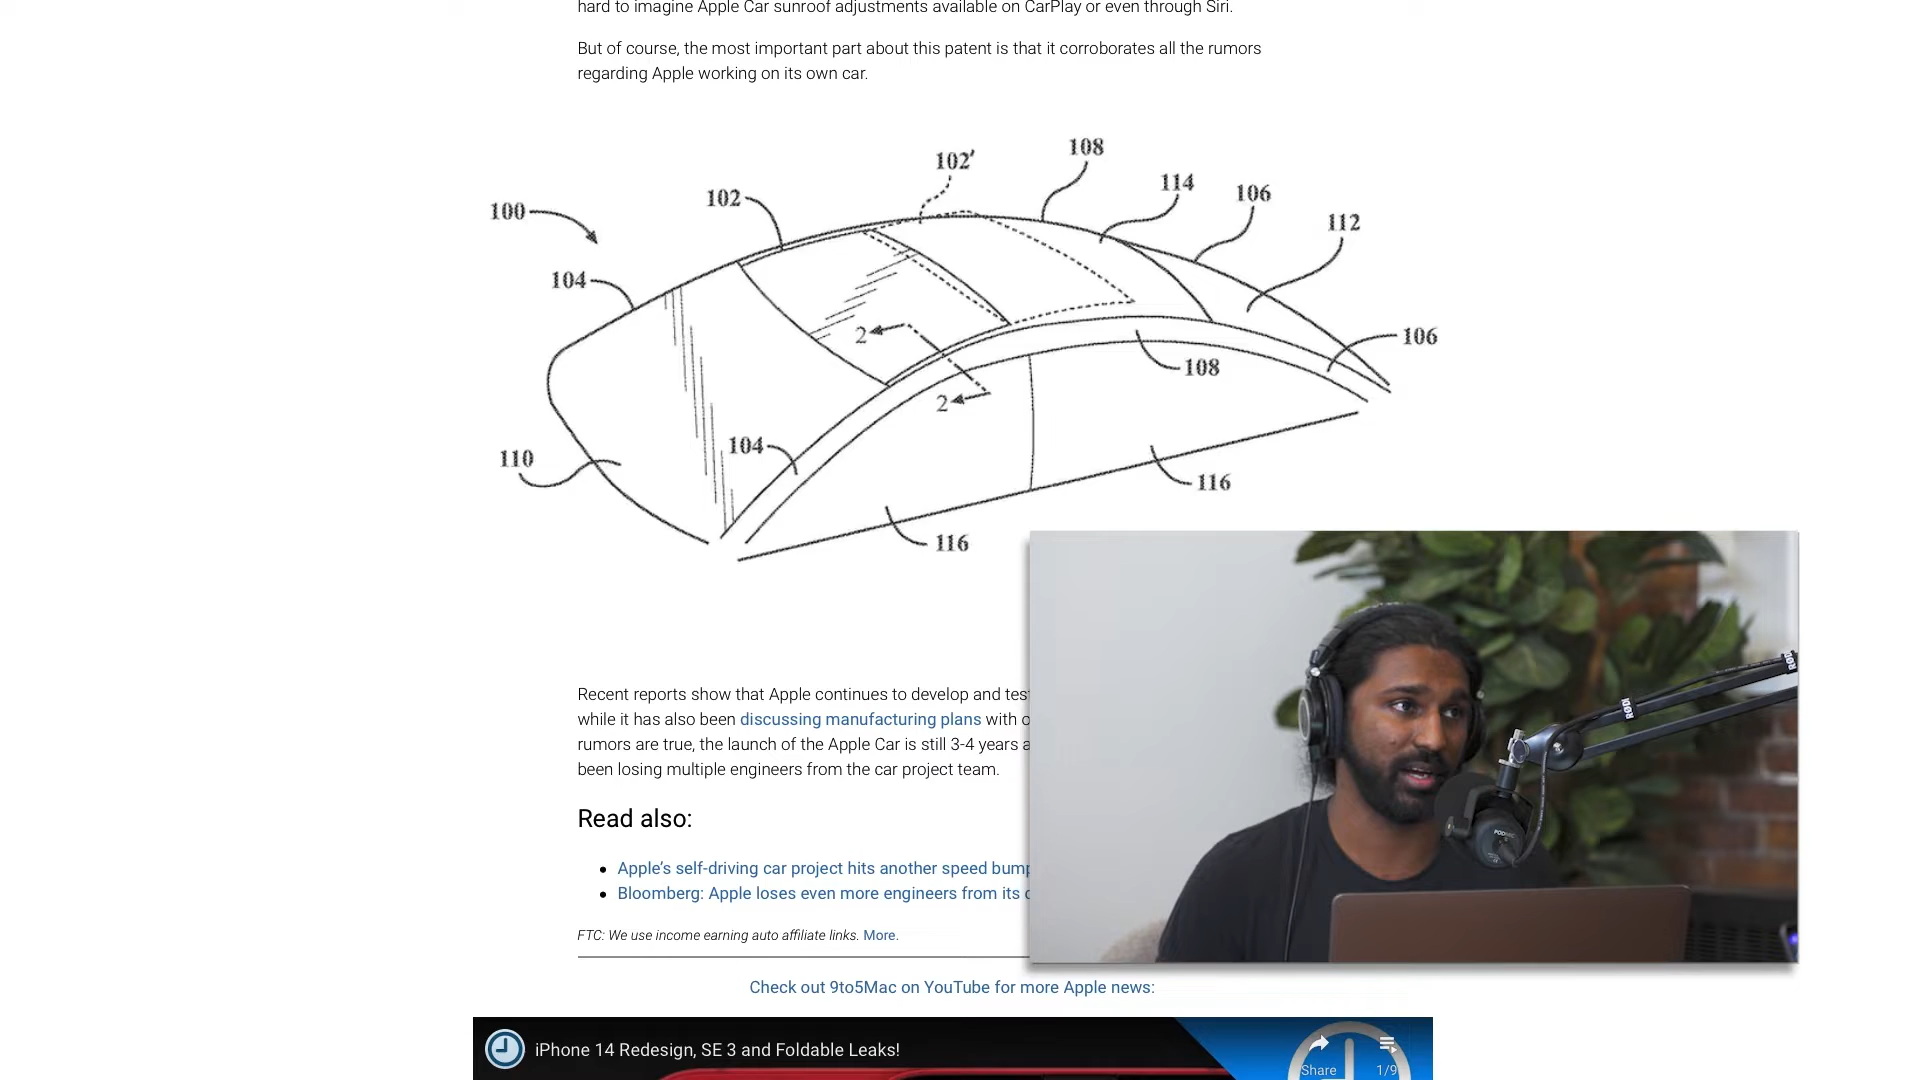 hard to imagine Apple Car sunroof adjustments available on CarPlay or even through Siri.
But of course, the most important part about this patent is that it corroborates all the rumors
regarding Apple working on its own car.
102'
108
114
106
112
102
100
104
2
106
108
2
104
110
116
116
Recent reports show that Apple continues to develop and test
while it has also been discussing manufacturing plans with o
rumors are true, the launch of the Apple Car is still 3-4 years a
been losing multiple engineers from the car project team.
Read also:
Apple's self-driving car project hits another speed bump
Bloomberg: Apple loses even more engineers from its c
FTC: We use income earning auto affiliate links. More.
Check out 9to5Mac on YouTube for more Apple news:
iPhone 14 Redesign, SE 3 and Foldable Leaks!
Share
1/9
RØDE
RØD
PODMIC